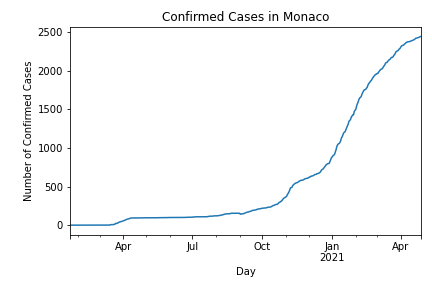 Confirmed Cases in Monaco
Number of Confirmed Cases
2500
2000
1500
1000
500
0
Apr
Jul
Oct
Jan
2021
Apr
Day